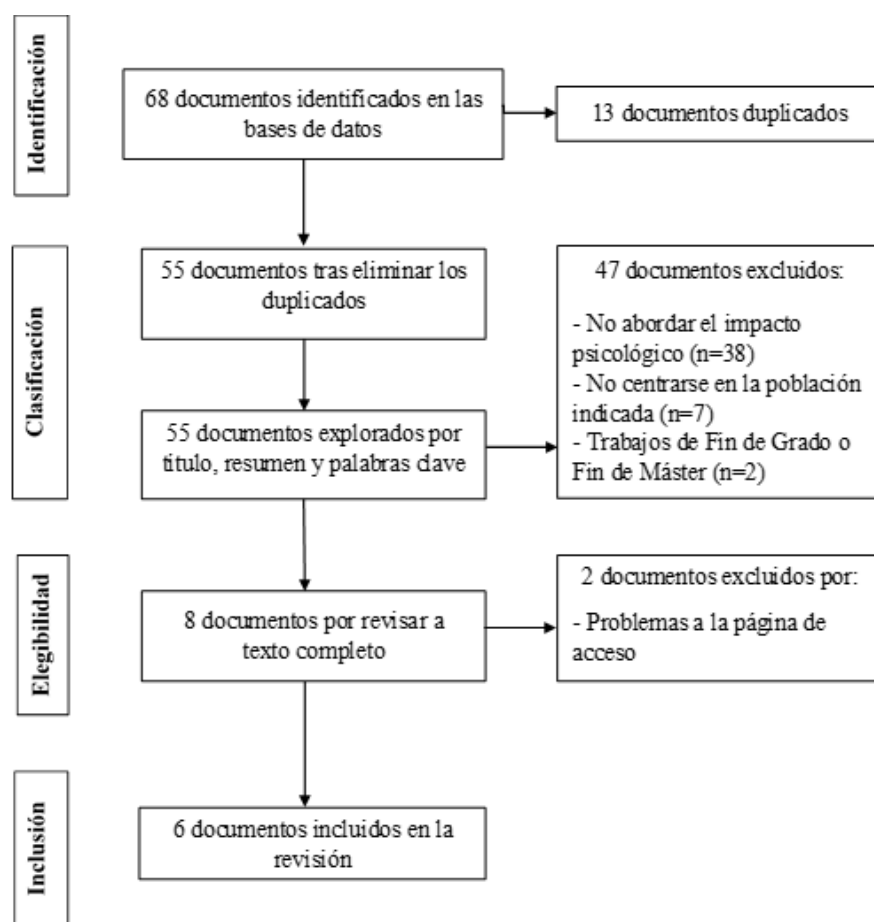 Identificación
68 documentos identificados en las
bases de datos
13 documentos duplicados
Clasificación
55 documentos tras eliminar los
duplicados
55 documentos explorados por
título, resumen y palabras clave
47 documentos excluidos:
- No abordar el impacto
psicológico (n=38)
- No centrarse en la población
indicada (n=7)
- Trabajos de Fin de Grado o
Fin de Máster (n=2)
Elegibilidad
8 documentos por revisar a
texto completo
2 documentos excluidos por:
- Problemas a la página de
acceso
Inclusión
6 documentos incluidos en la
revisión